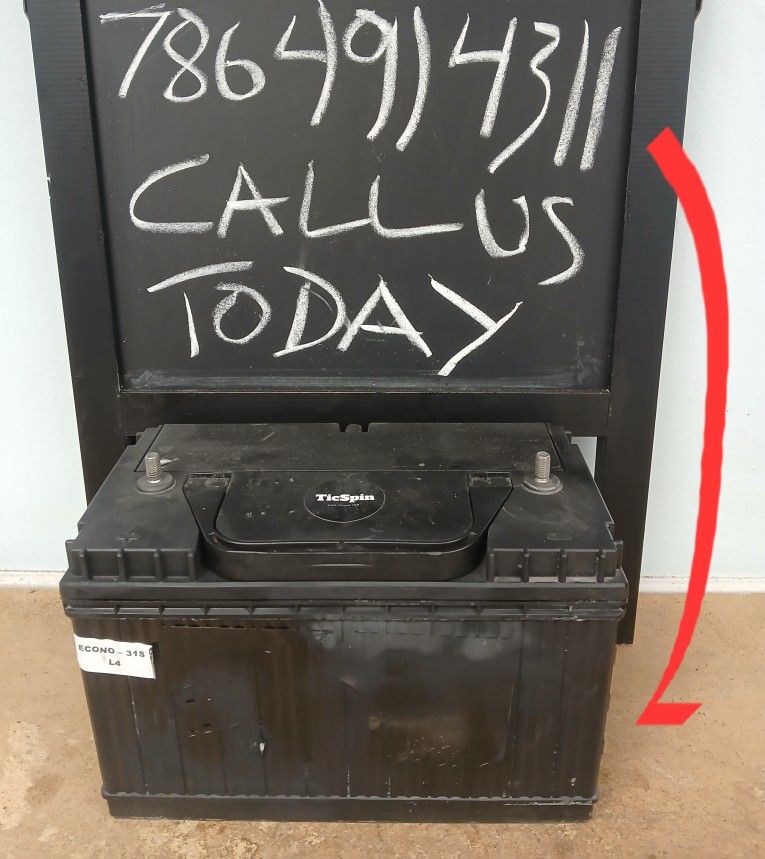 7864914311
CALL US
TODAY
TicSpin
ECONO - 31S
L4